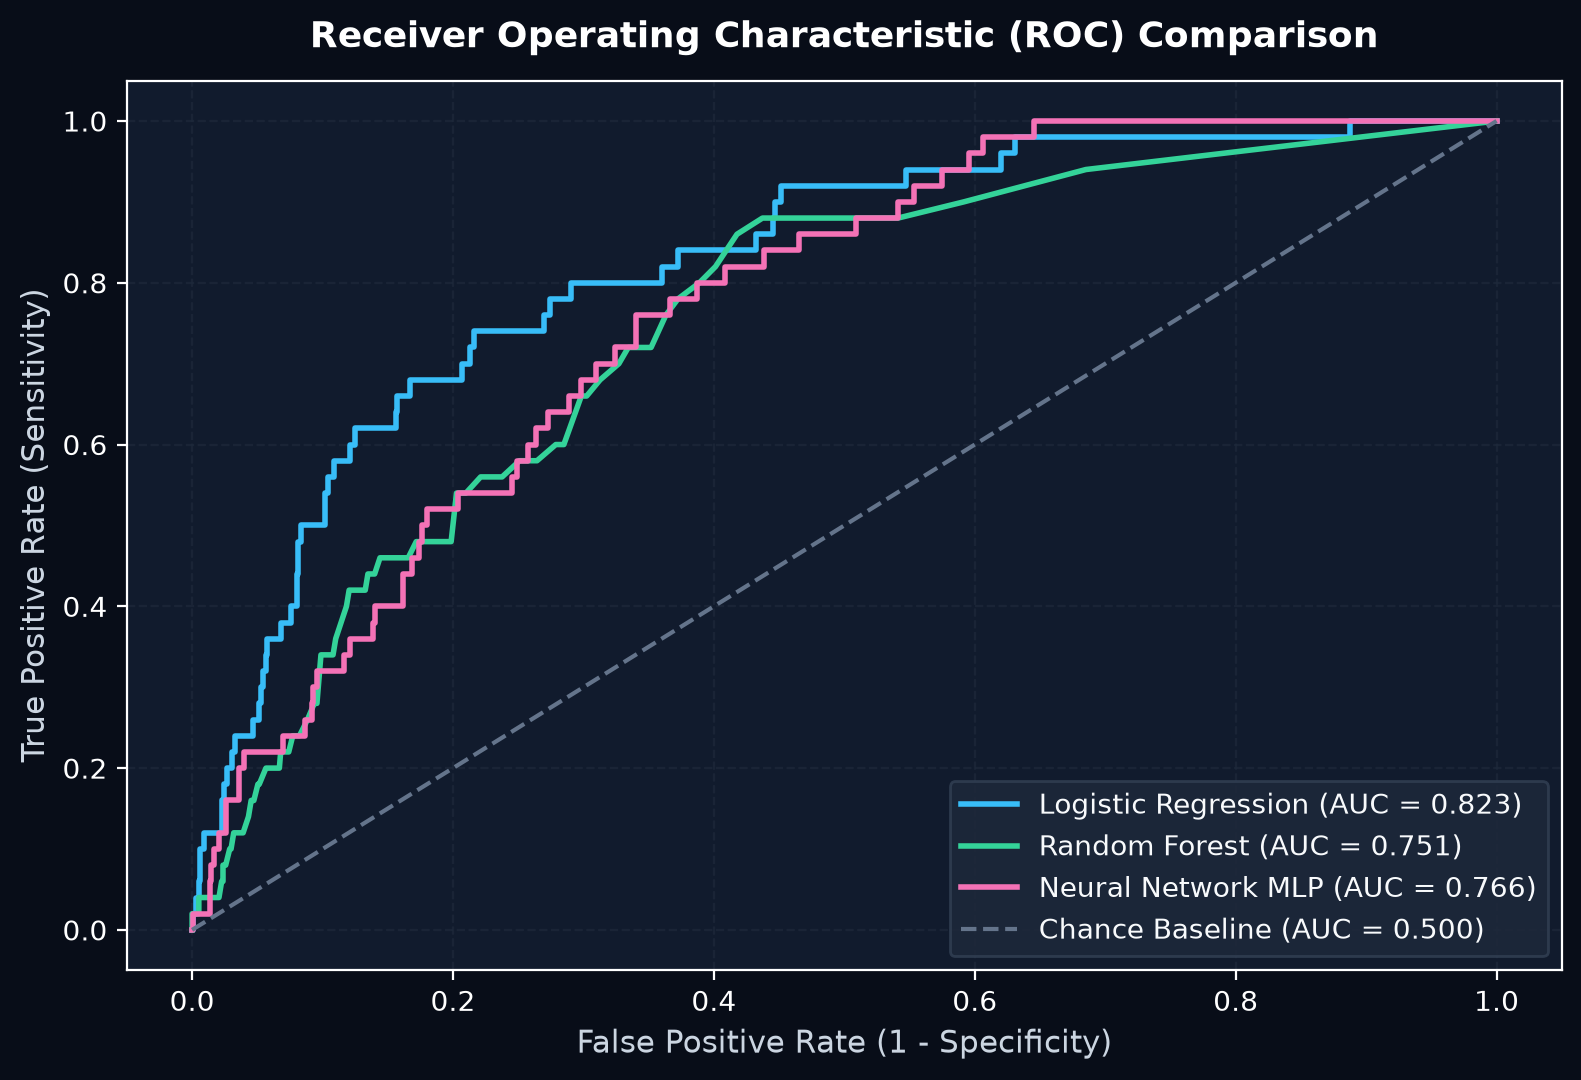 Receiver Operating Characteristic (ROC) Comparison
True Positive Rate (Sensitivity)
1.0
0.8
0.6
0.4
0.2
0.0
Logistic Regression (AUC = 0.823)
Random Forest (AUC = 0.751)
Neural Network MLP (AUC = 0.766)
Chance Baseline (AUC = 0.500)
0.0 0.2 0.4 0.6 0.8 1.0
False Positive Rate (1 - Specificity)